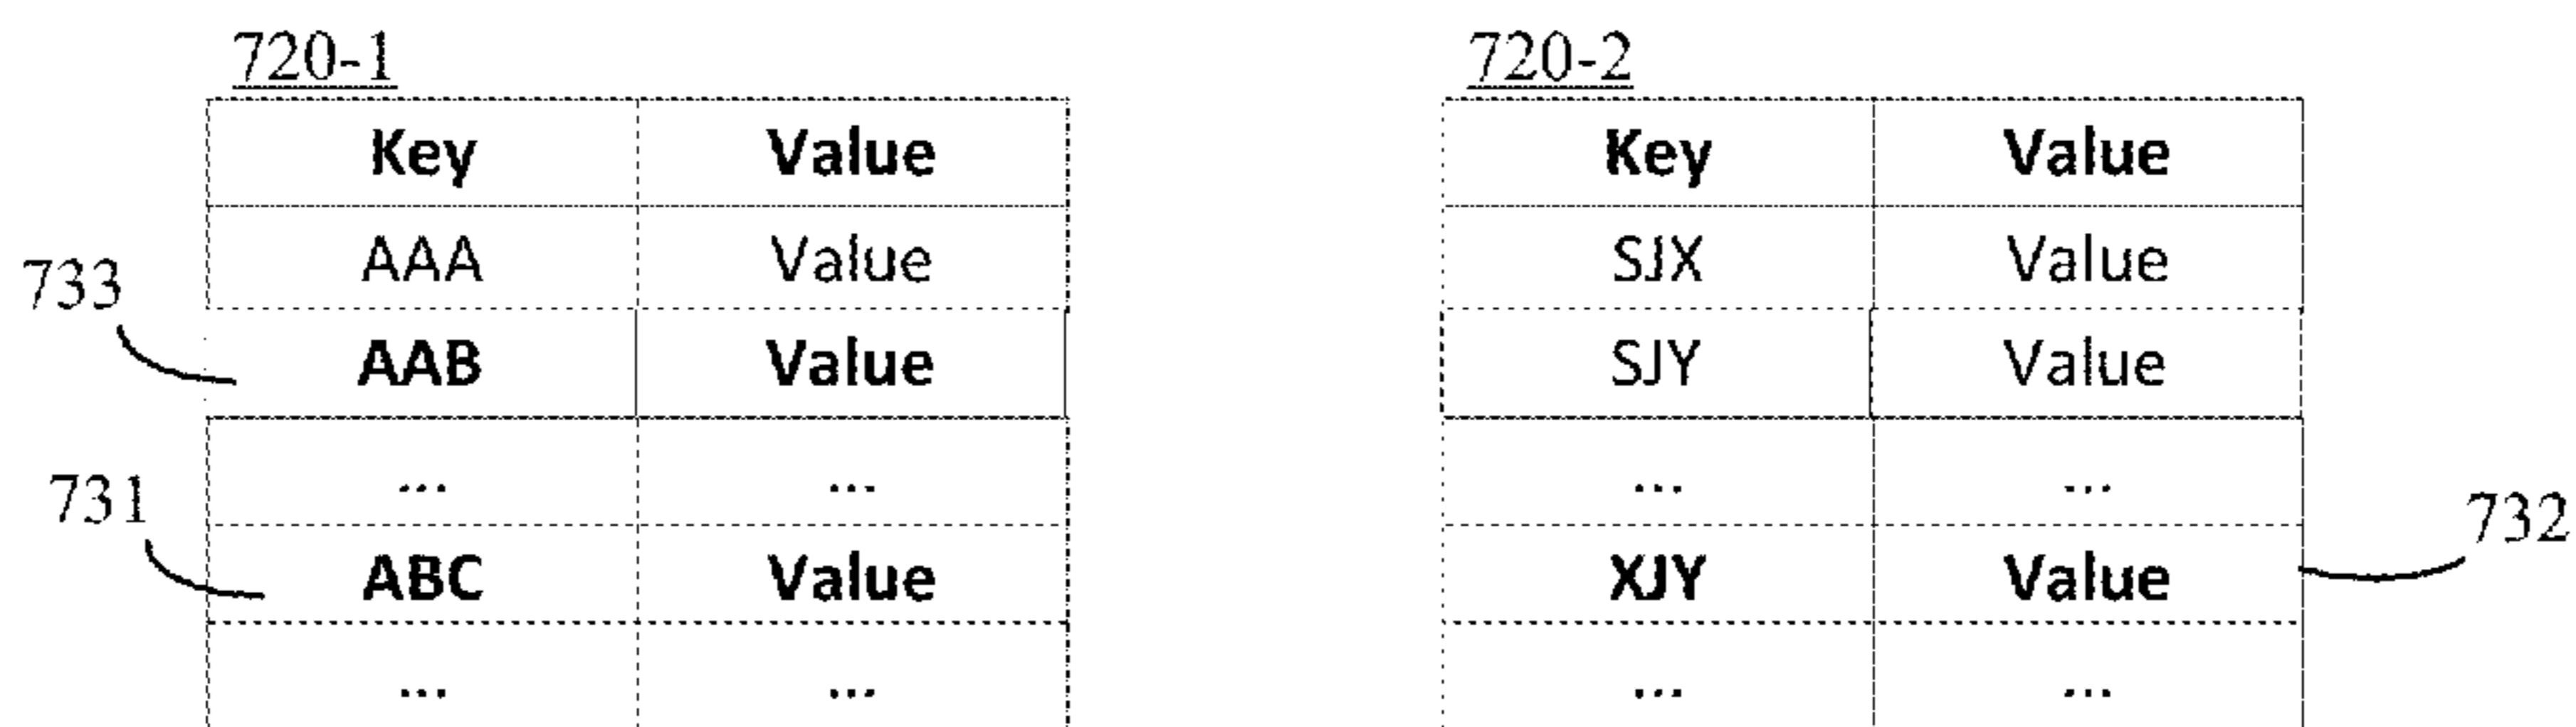 720-1 720-2
Key Value Key Value
AAA Value SJX Value
733 AAB Value SJY Value
... ... ... ...
731 ABC Value XJY Value 732
... ... ... ...